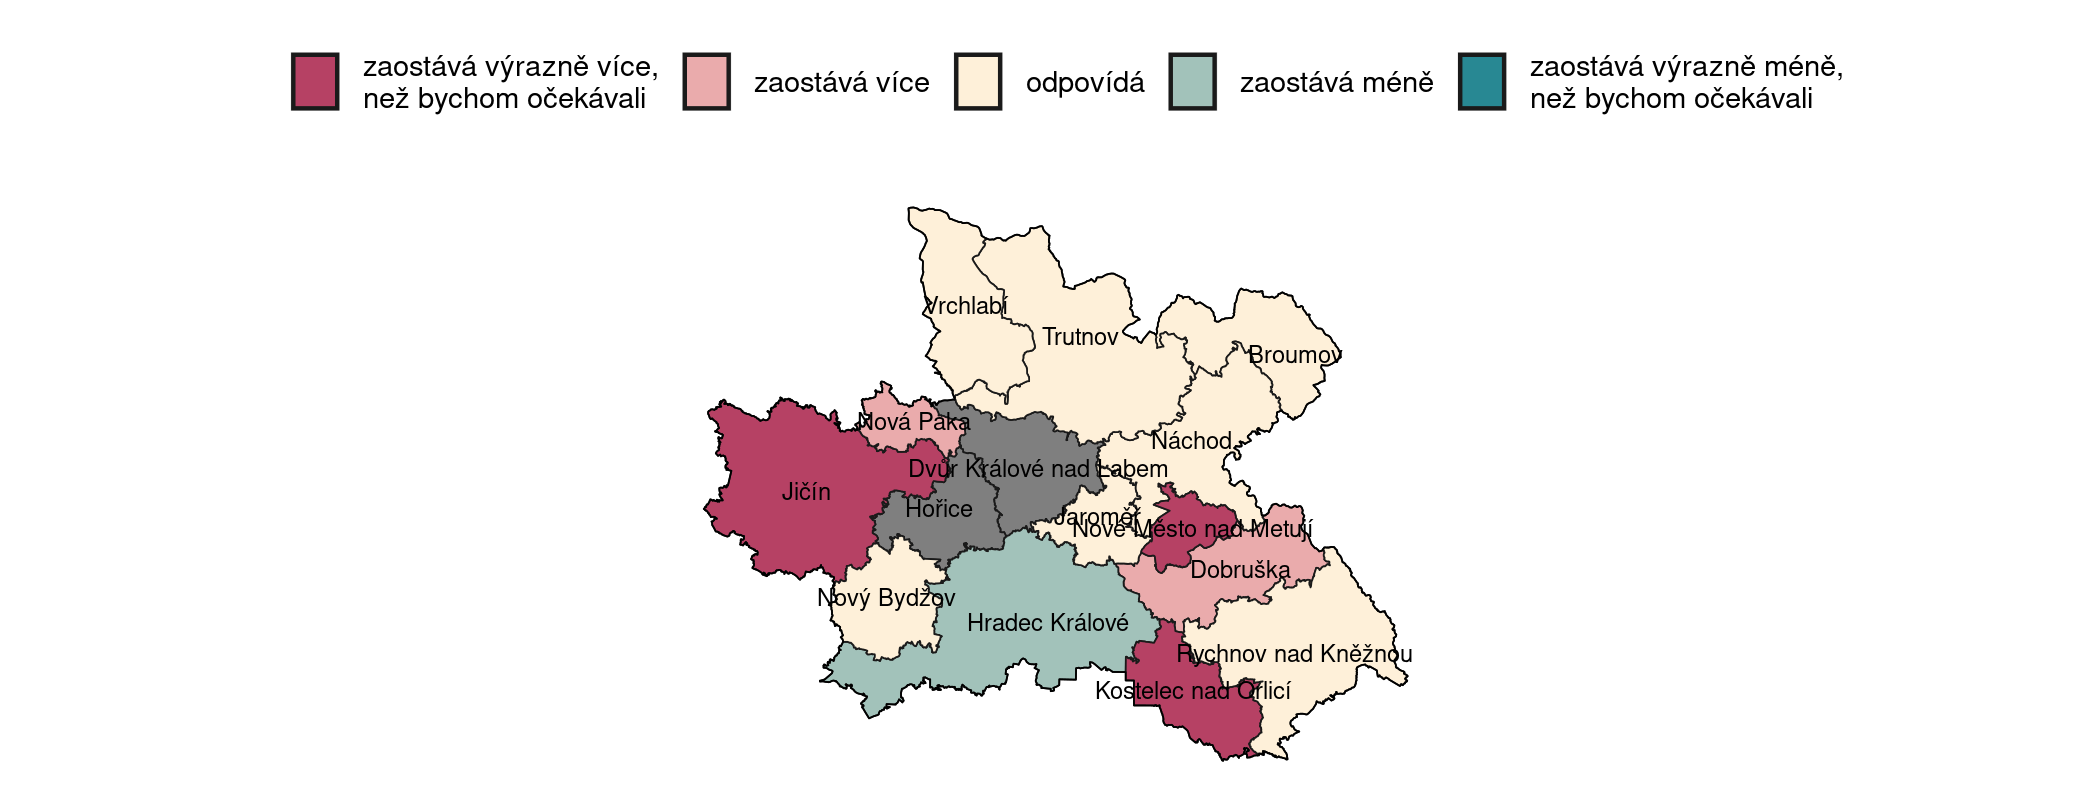 zaostává výrazně více,
než bychom očekávali
zaostává více
odpovídá
zaostává méně
zaostává výrazně méně,
než bychom očekávali
Vrchlabí
Trutnov
Broumov
Nová Paka
Náchod
Dvůr Králové nad Labem
Jičín
Hořice
Jaroměř
Nové Město nad Metují
Dobruška
Nový Bydžov
Hradec Králové
Rychnov nad Kněžnou
Kostelec nad Orlicí